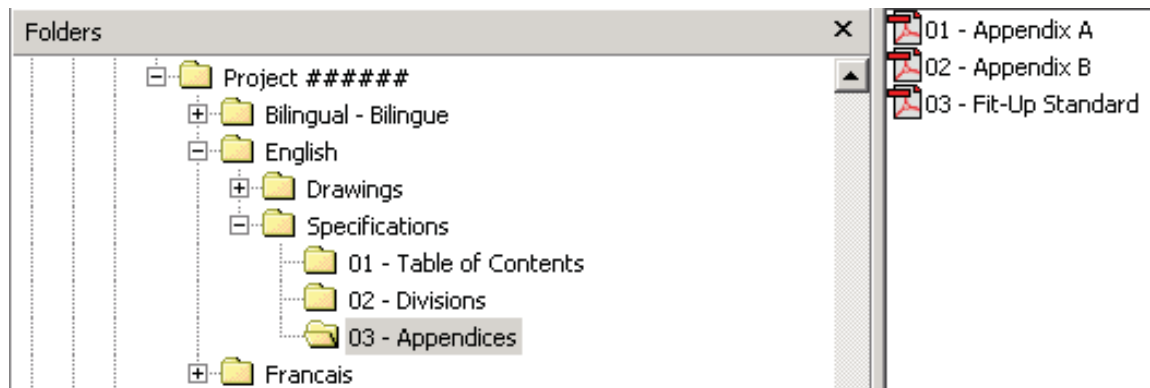 Folders
Project ######
Bilingual - Bilingue
English
Drawings
Specifications
01 - Table of Contents
02 - Divisions
03 - Appendices
Francais
01 - Appendix A
02 - Appendix B
03 - Fit-Up Standard